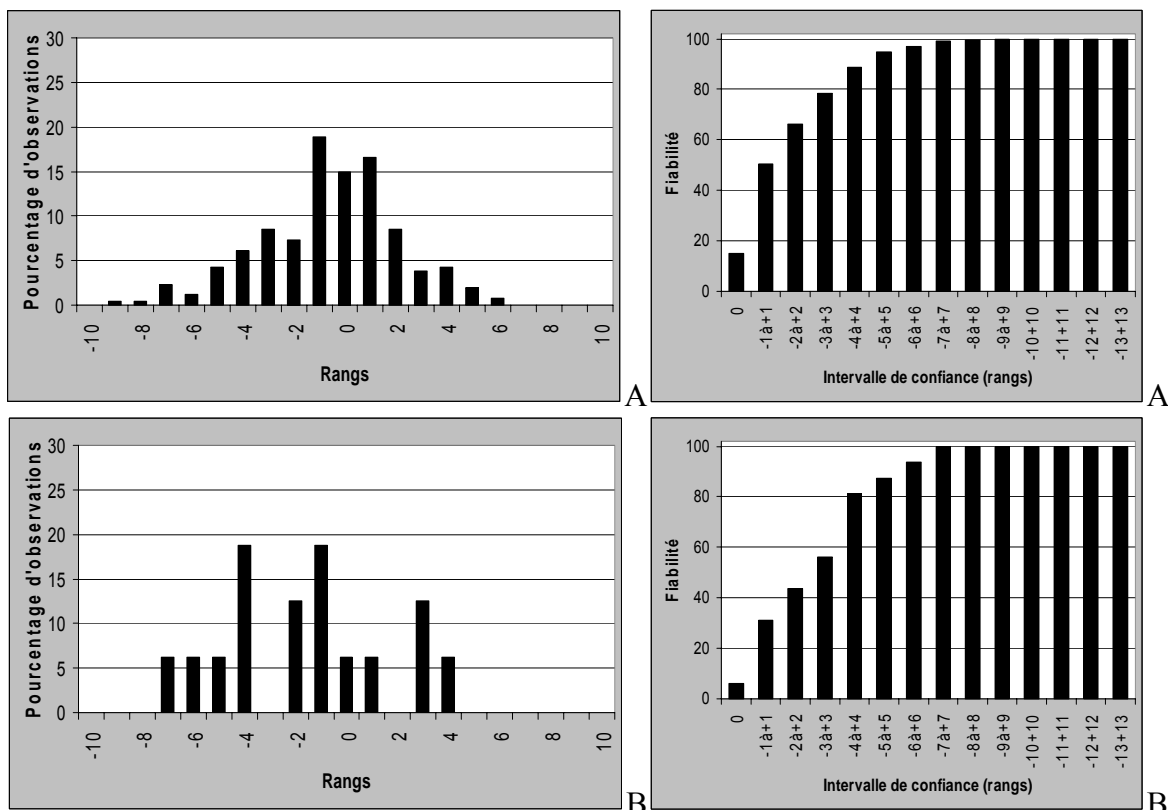 Pourcentage d'observations
30
25
20
15
10
5
0
-10
-8
-6
-4
-2
0
2
4
6
8
10
Rangs
A
Fiabilité
100
80
60
40
20
0
0
-1à+1
-2à+2
-3à+3
-4à+4
-5à+5
-6à+6
-7à+7
-8à+8
-9à+9
-10+10
-11+11
-12+12
-13+13
Intervalle de confiance (rangs)
A
Pourcentage d'observations
30
25
20
15
10
5
0
-10
-8
-6
-4
-2
0
2
4
6
8
10
Rangs
B
Fiabilité
100
80
60
40
20
0
0
-1à+1
-2à+2
-3à+3
-4à+4
-5à+5
-6à+6
-7à+7
-8à+8
-9à+9
-10+10
-11+11
-12+12
-13+13
Intervalle de confiance (rangs)
B